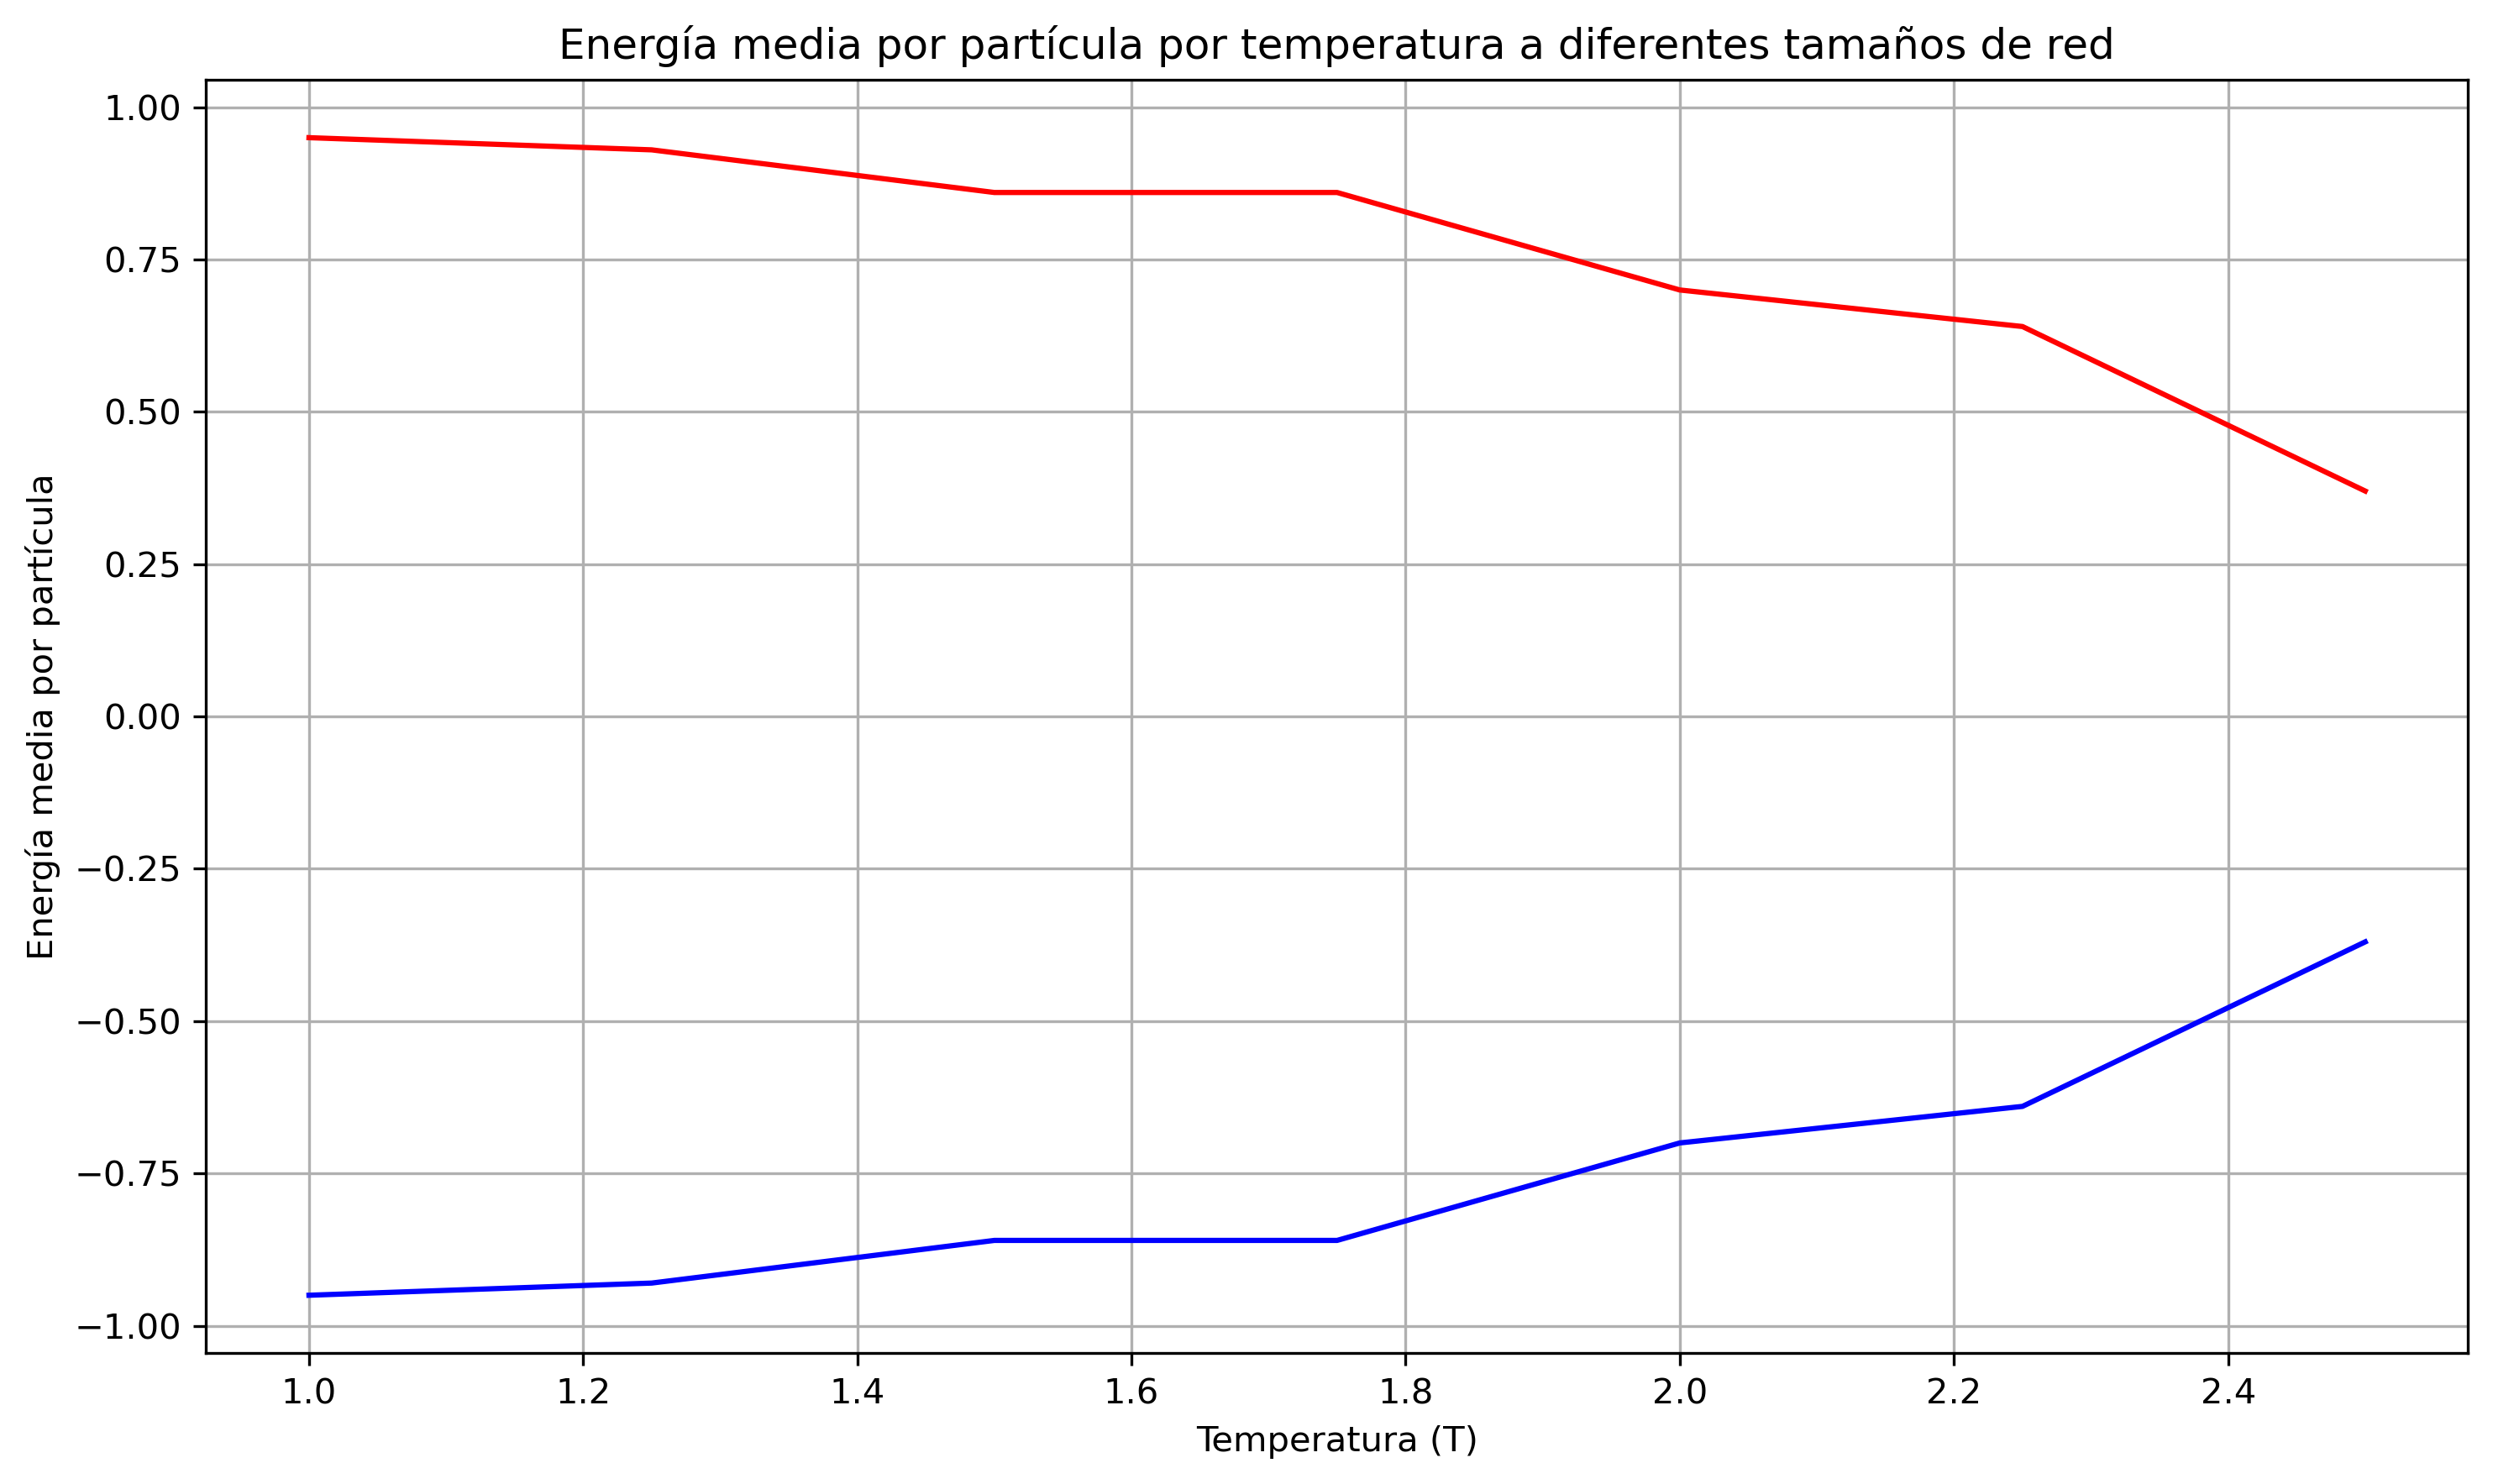 Energía media por partícula por temperatura a diferentes tamaños de red
Energía media por partícula
1.00
0.75
0.50
0.25
0.00
−0.25
−0.50
−0.75
−1.00
1.0 1.2 1.4 1.6 1.8 2.0 2.2 2.4
Temperatura (T)